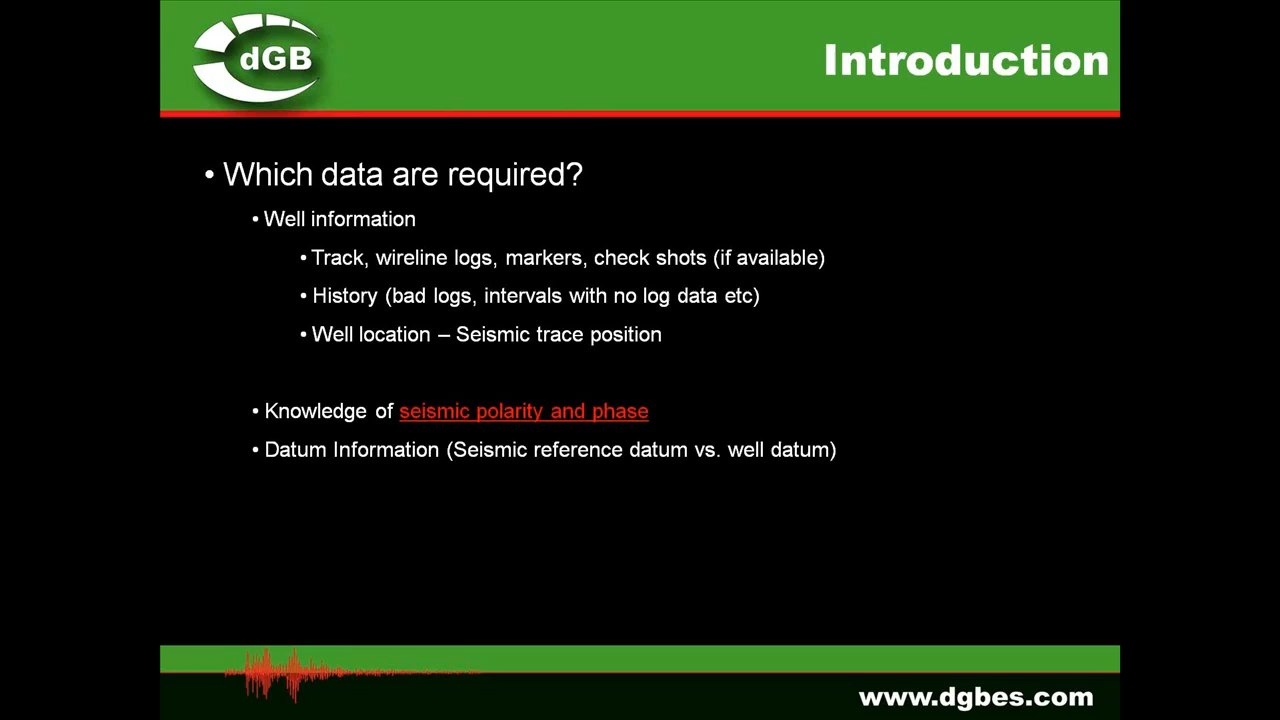 dGB
Introduction
• Which data are required?
• Well information
• Track, wireline logs, markers, check shots (if available)
• History (bad logs, intervals with no log data etc)
• Well location – Seismic trace position
• Knowledge of seismic polarity and phase
• Datum Information (Seismic reference datum vs. well datum)
www.dgbes.com